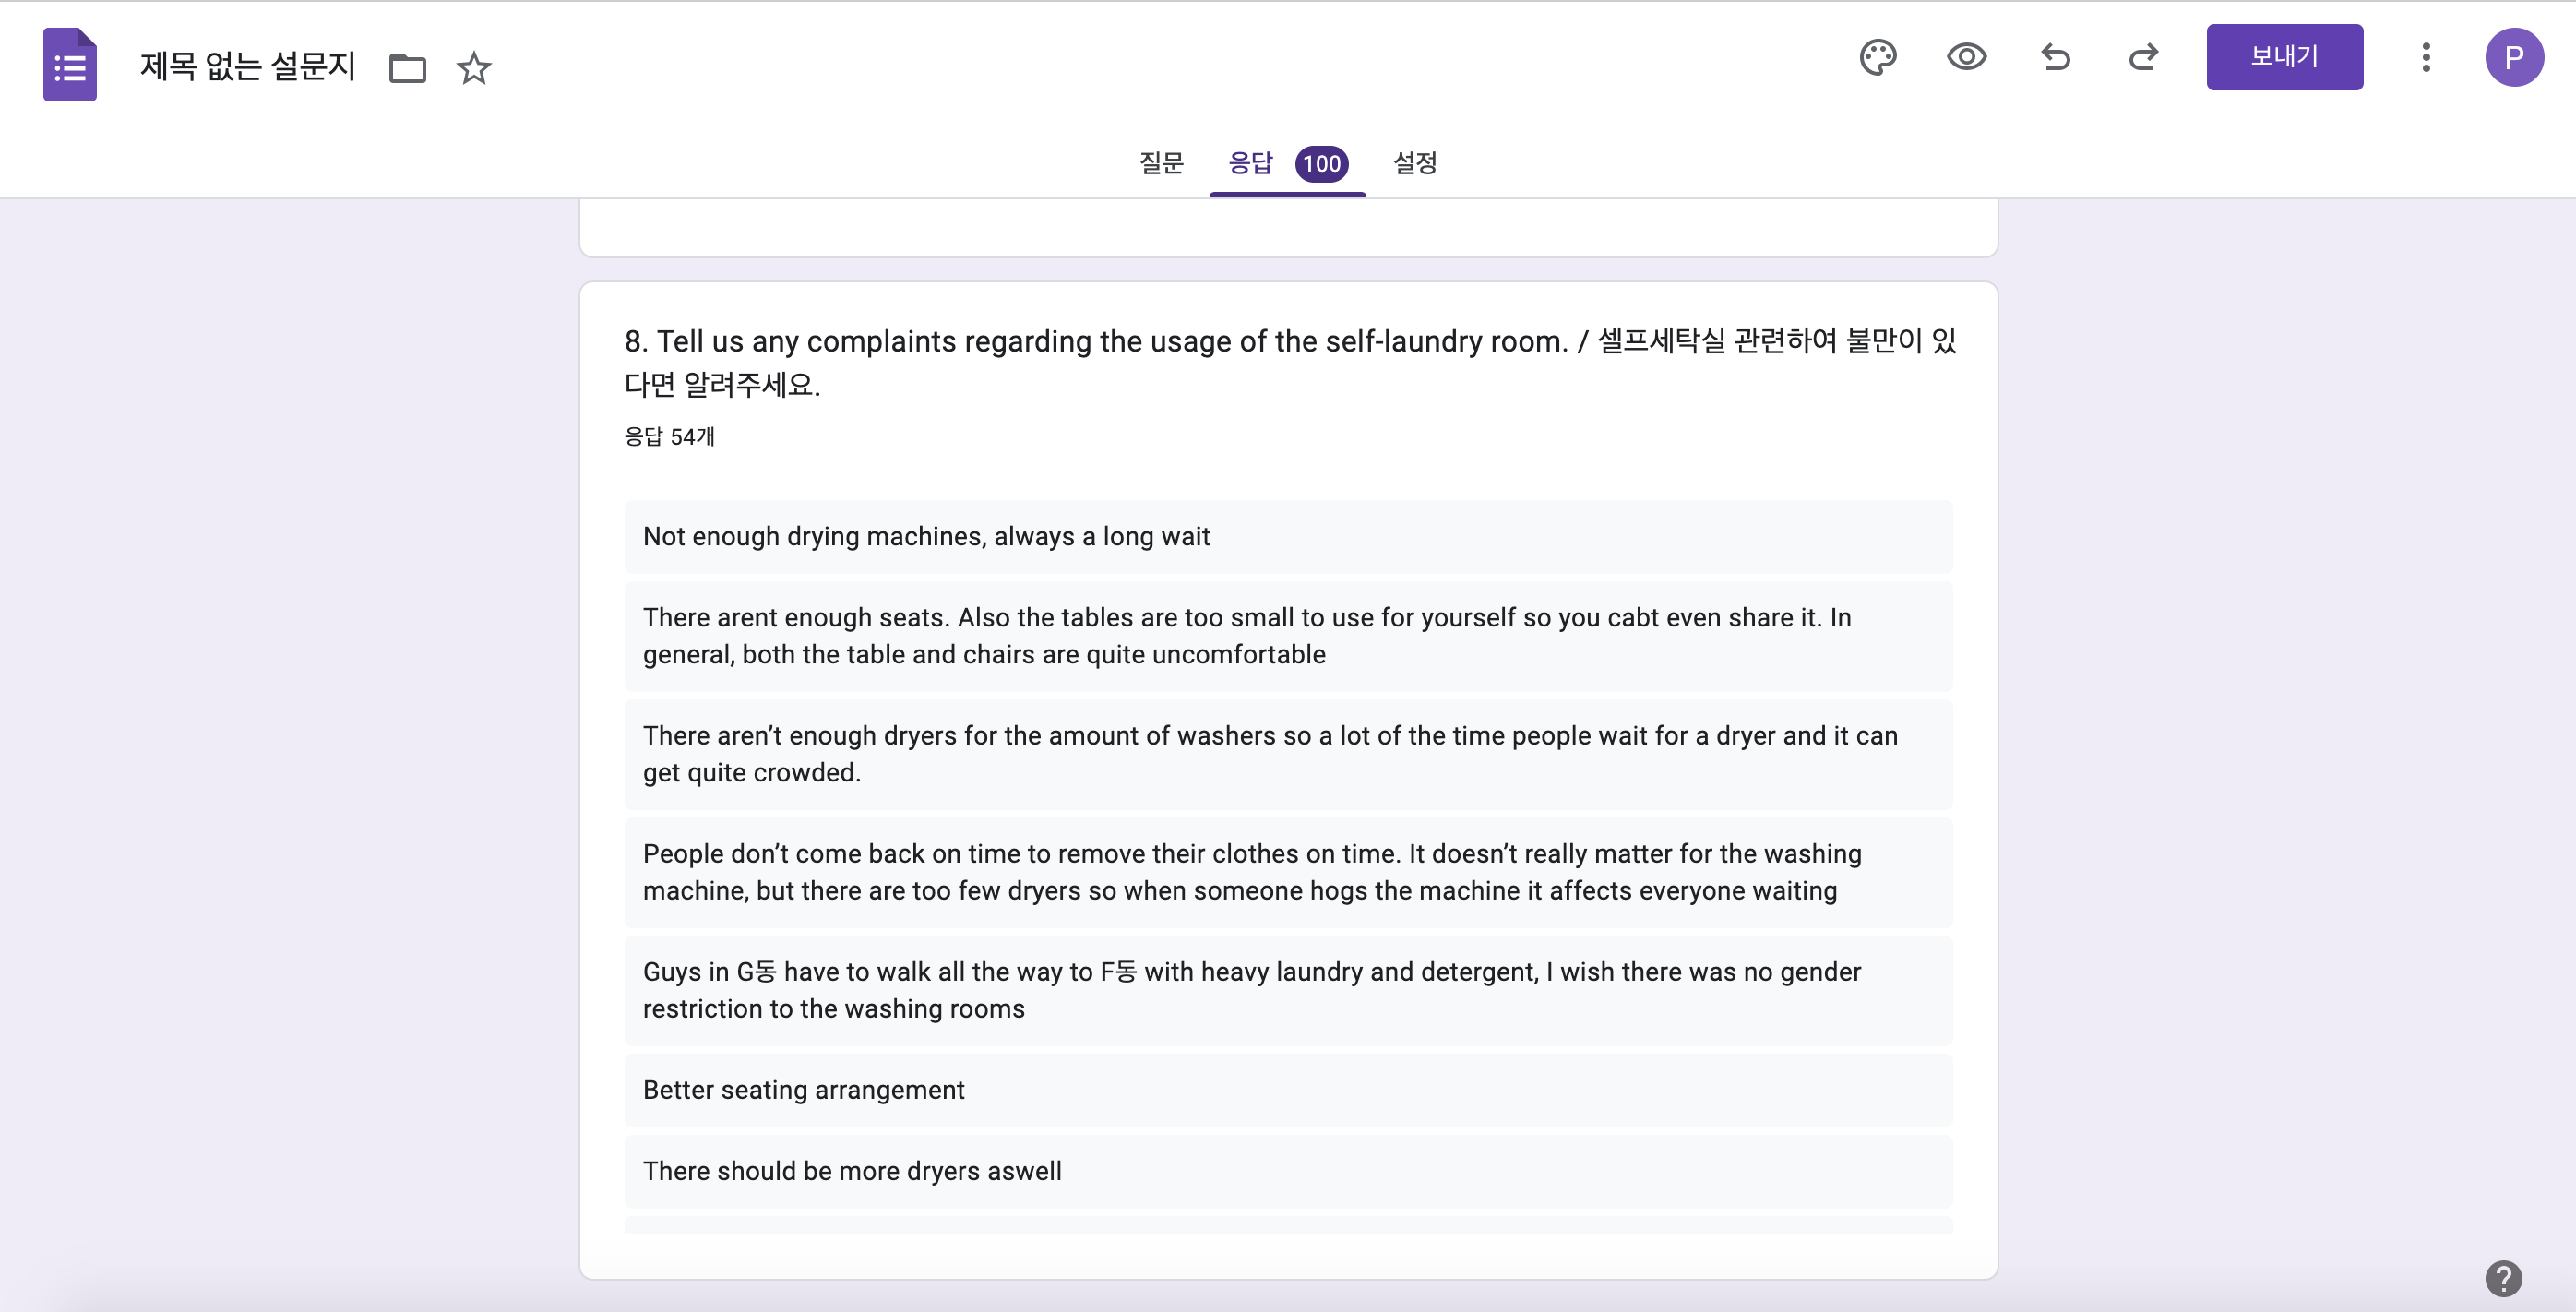 제목 없는 설문지
보내기
P
질문 응답 100 설정
8. Tell us any complaints regarding the usage of the self-laundry room. / 셀프세탁실 관련하여 불만이 있
다면 알려주세요.
응답 54개
Not enough drying machines, always a long wait
There arent enough seats. Also the tables are too small to use for yourself so you cabt even share it. In
general, both the table and chairs are quite uncomfortable
There aren’t enough dryers for the amount of washers so a lot of the time people wait for a dryer and it can
get quite crowded.
People don’t come back on time to remove their clothes on time. It doesn’t really matter for the washing
machine, but there are too few dryers so when someone hogs the machine it affects everyone waiting
Guys in G동 have to walk all the way to F동 with heavy laundry and detergent, I wish there was no gender
restriction to the washing rooms
Better seating arrangement
There should be more dryers aswell
?